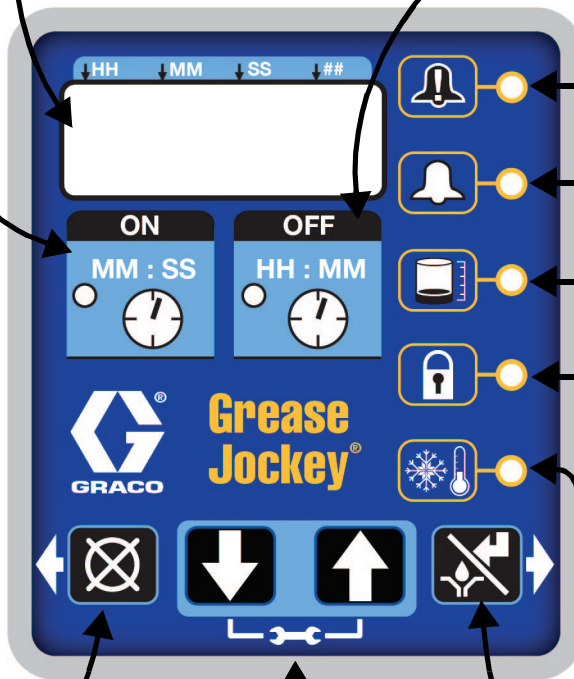 HH MM SS ##
ON OFF
MM : SS HH : MM
Grease
Jockey®
®
GRACO